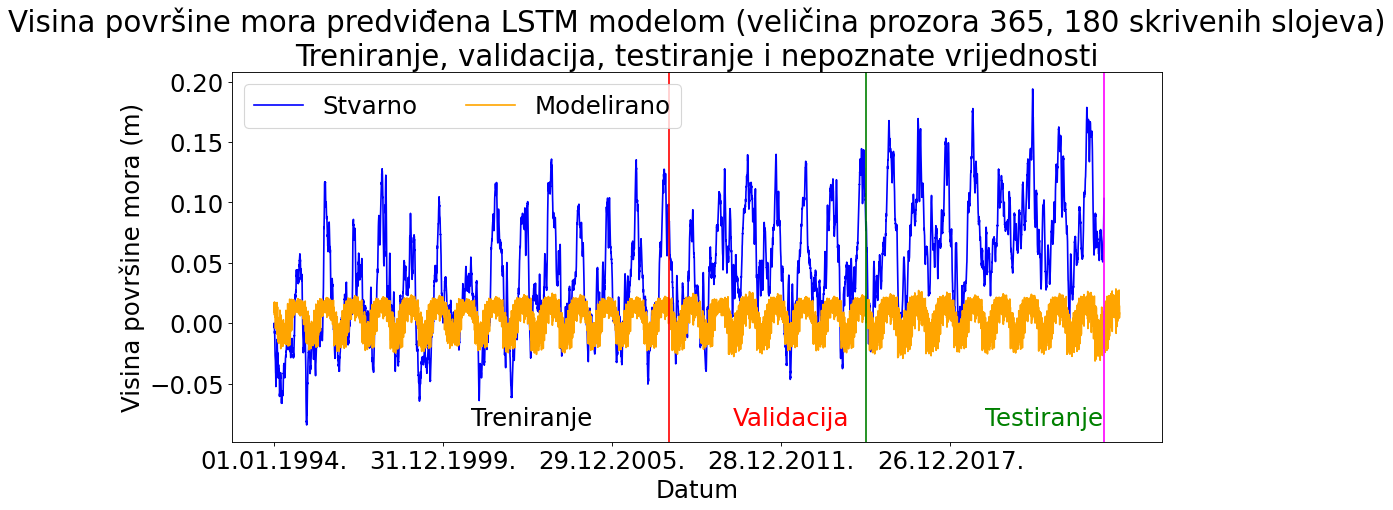 Visina površine mora predviđena LSTM modelom (veličina prozora 365, 180 skrivenih slojeva)
Treniranje, validacija, testiranje i nepoznate vrijednosti
Stvarno
Modelirano
Visina površine mora (m)
0.20
0.15
0.10
0.05
0.00
−0.05
Treniranje
Validacija
Testiranje
01.01.1994.
31.12.1999.
29.12.2005.
28.12.2011.
26.12.2017.
Datum